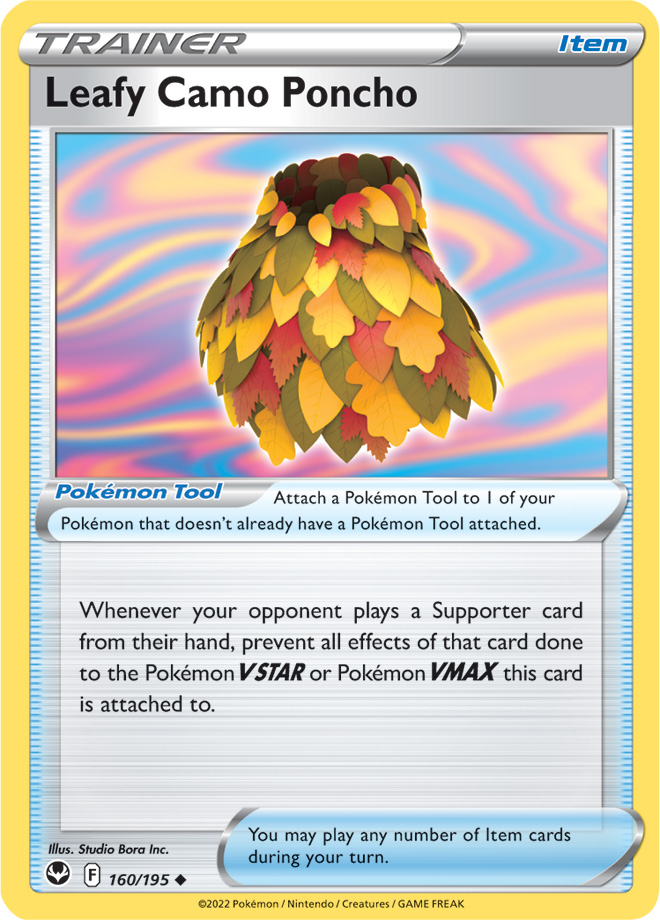 TRAINER
Item
Leafy Camo Poncho
Pokémon Tool
Attach a Pokémon Tool to 1 of your
Pokémon that doesn't already have a Pokémon Tool attached.
Whenever your opponent plays a Supporter card
from their hand, prevent all effects of that card done
to the Pokémon VSTAR or Pokémon VMAX this card
is attached to.
You may play any number of Item cards
during your turn.
Illus. Studio Bora Inc.
F 160/195
©2022 Pokémon / Nintendo / Creatures / GAME FREAK